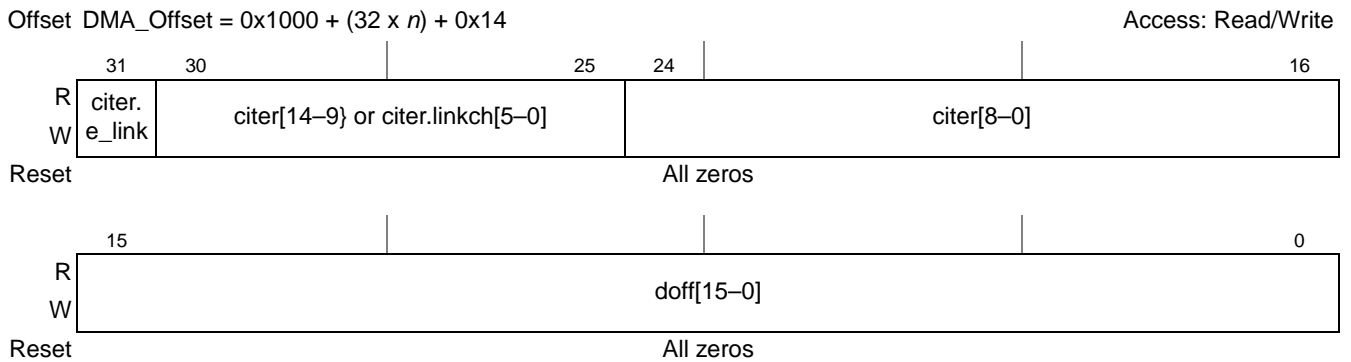 Offset DMA_Offset = 0x1000 + (32 x n) + 0x14 Access: Read/Write
31 30 25 24 16
R citer. citer[14–9} or citer.linkch[5–0] citer[8–0]
W e_link
Reset All zeros
15 0
R doff[15–0]
W
Reset All zeros